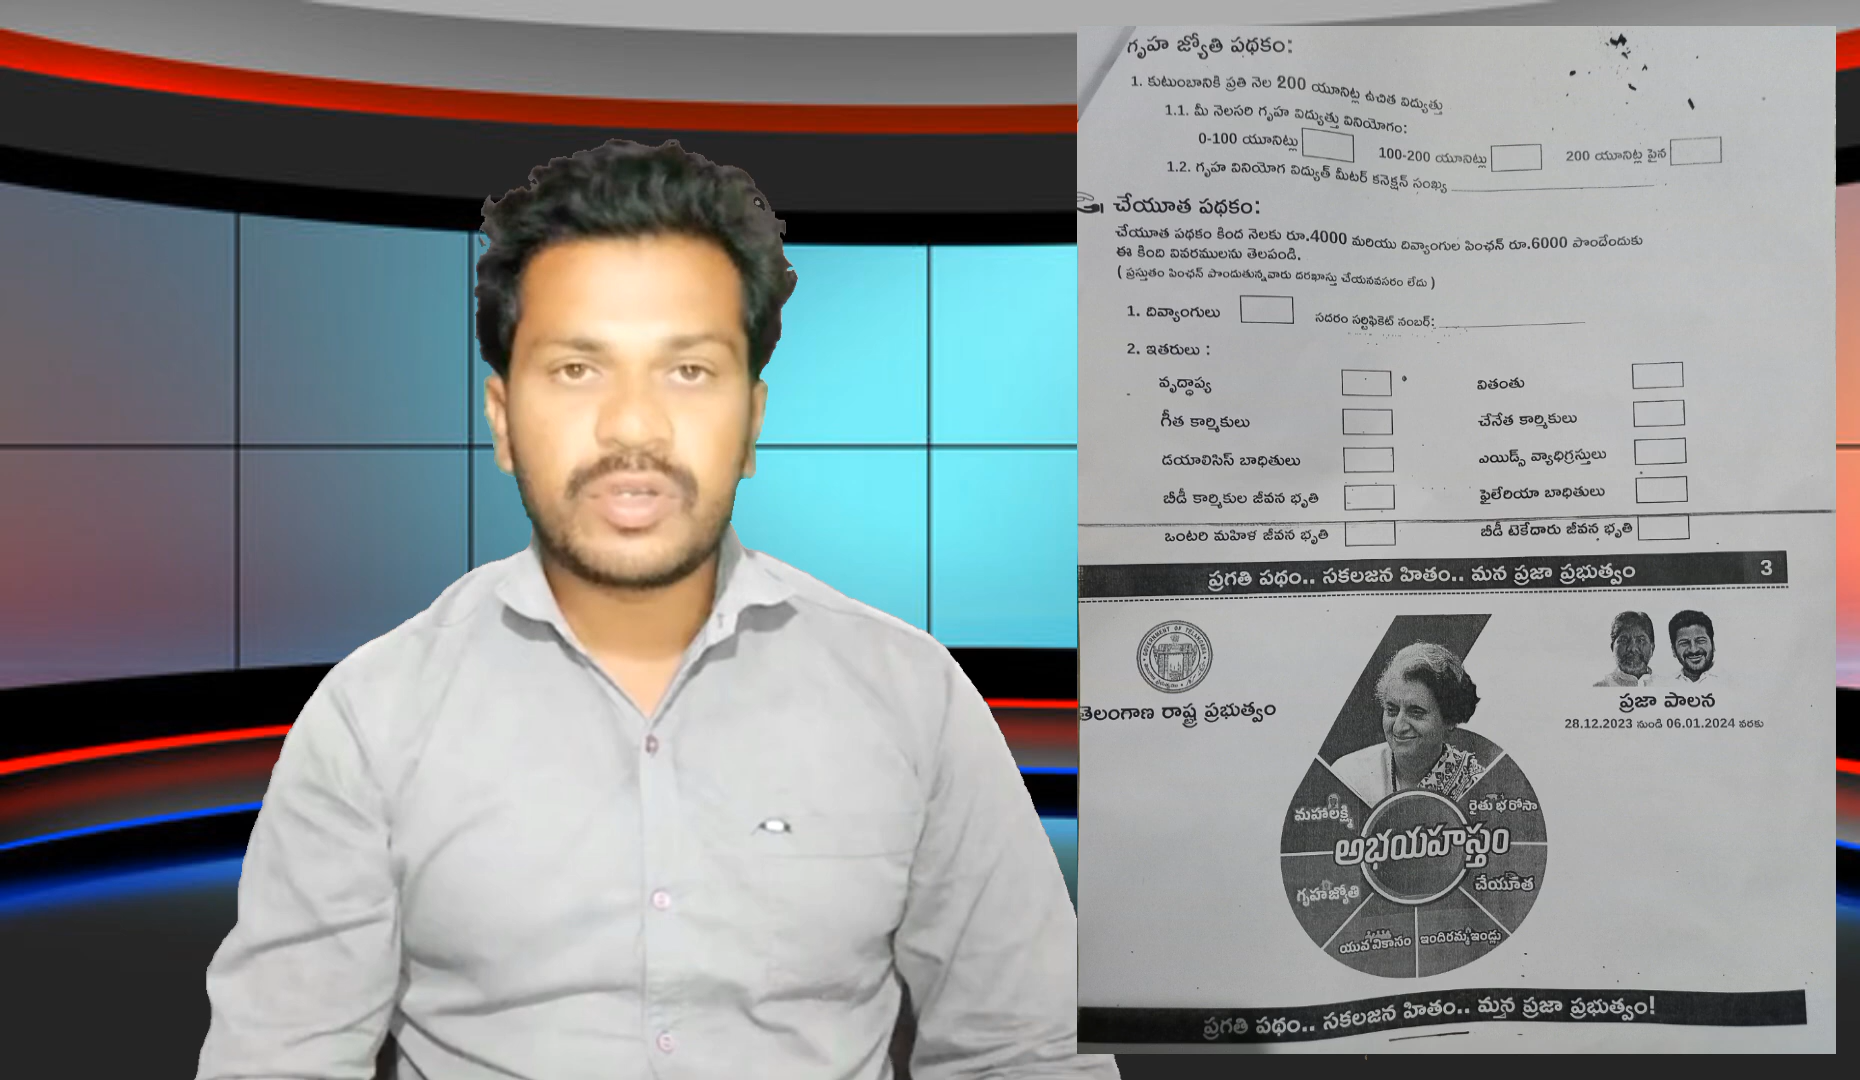 గృహ జ్యోతి పథకం:
1. కుటుంబానికి ప్రతి నెల 200 యూనిట్ల ఉచిత విద్యుత్తు
1.1. మీ నెలసరి గృహ విద్యుత్తు వినియోగం:
0-100 యూనిట్లు 100-200 యూనిట్లు 200 యూనిట్ల పైన
1.2. గృహ వినియోగ విద్యుత్ మీటర్ కనెక్షన్ సంఖ్య
చేయూత పథకం:
చేయూత పథకం కింద నెలకు రూ.4000 మరియు దివ్యాంగుల పింఛన్ రూ.6000 పొందేందుకు
ఈ కింది వివరములను తెలపండి.
( ప్రస్తుతం పింఛన్ పొందుతున్నవారు దరఖాస్తు చేయనవసరం లేదు )
1. దివ్యాంగులు సదరం సర్టిఫికెట్ నంబర్:
2. ఇతరులు :
వృద్ధాప్య వితంతు
గీత కార్మికులు చేనేత కార్మికులు
డయాలిసిస్ బాధితులు ఎయిడ్స్ వ్యాధిగ్రస్తులు
బీడీ కార్మికుల జీవన భృతి ఫైలేరియా బాధితులు
ఒంటరి మహిళ జీవన భృతి బీడీ టెకేదారు జీవన భృతి
ప్రగతి పథం.. సకలజన హితం.. మన ప్రజా ప్రభుత్వం 3
GOVERNMENT OF TELANGANA
తెలంగాణ రాష్ట్ర ప్రభుత్వం
ప్రజా పాలన
28.12.2023 నుండి 06.01.2024 వరకు
మహాలక్ష్మి రైతు భరోసా
అభయహస్తం
గృహజ్యోతి చేయూత
యువ వికాసం ఇందిరమ్మ ఇండ్లు
ప్రగతి పథం.. సకలజన హితం.. మన ప్రజా ప్రభుత్వం!